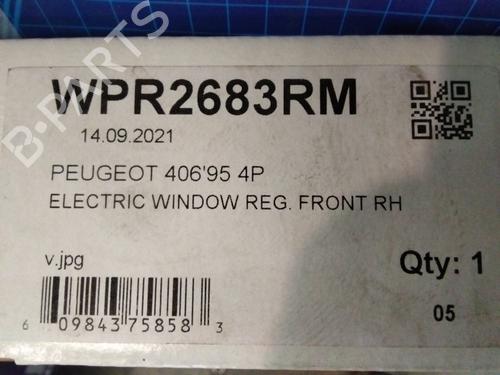 WPR2683RM
14.09.2021
PEUGEOT 406'95 4P
ELECTRIC WINDOW REG. FRONT RH
v.jpg
Qty: 1
6 09843 75858 3
05
B-PARTS